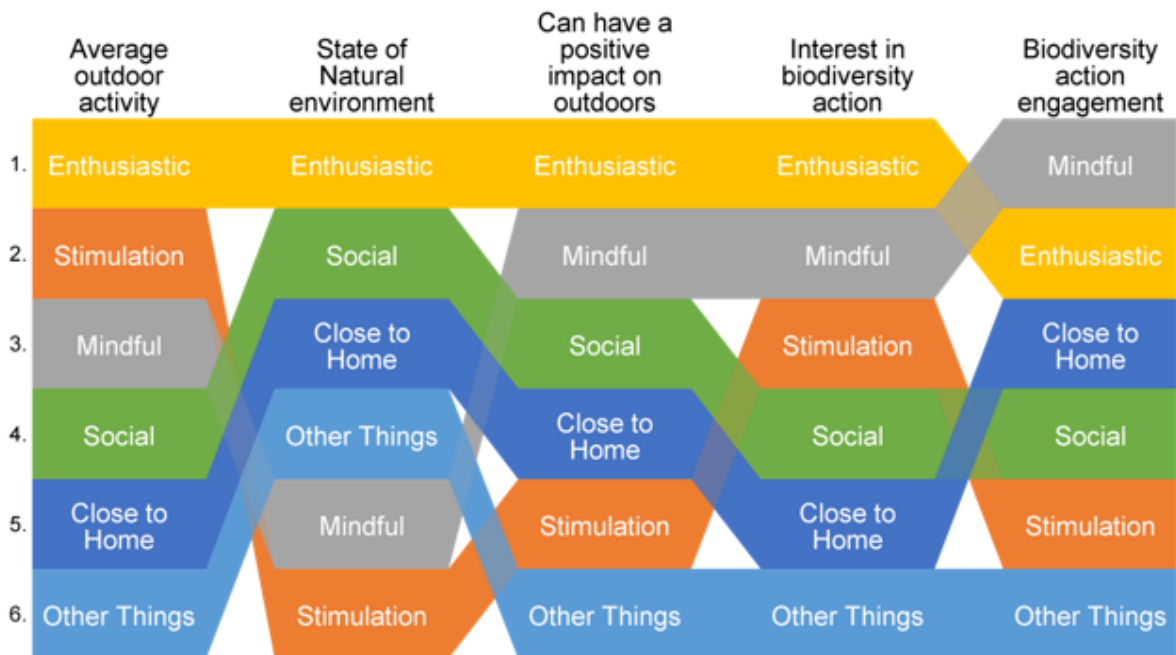 Average
outdoor
activity
State of
Natural
environment
Can have a
positive
impact on
outdoors
Interest in
biodiversity
action
Biodiversity
action
engagement
1. Enthusiastic Enthusiastic Enthusiastic Enthusiastic Mindful
2. Stimulation Social Mindful Mindful Enthusiastic
3. Mindful Close to Home Social Stimulation Close to Home
4. Social Other Things Close to Home Social Social
5. Close to Home Mindful Stimulation Close to Home Stimulation
6. Other Things Stimulation Other Things Other Things Other Things